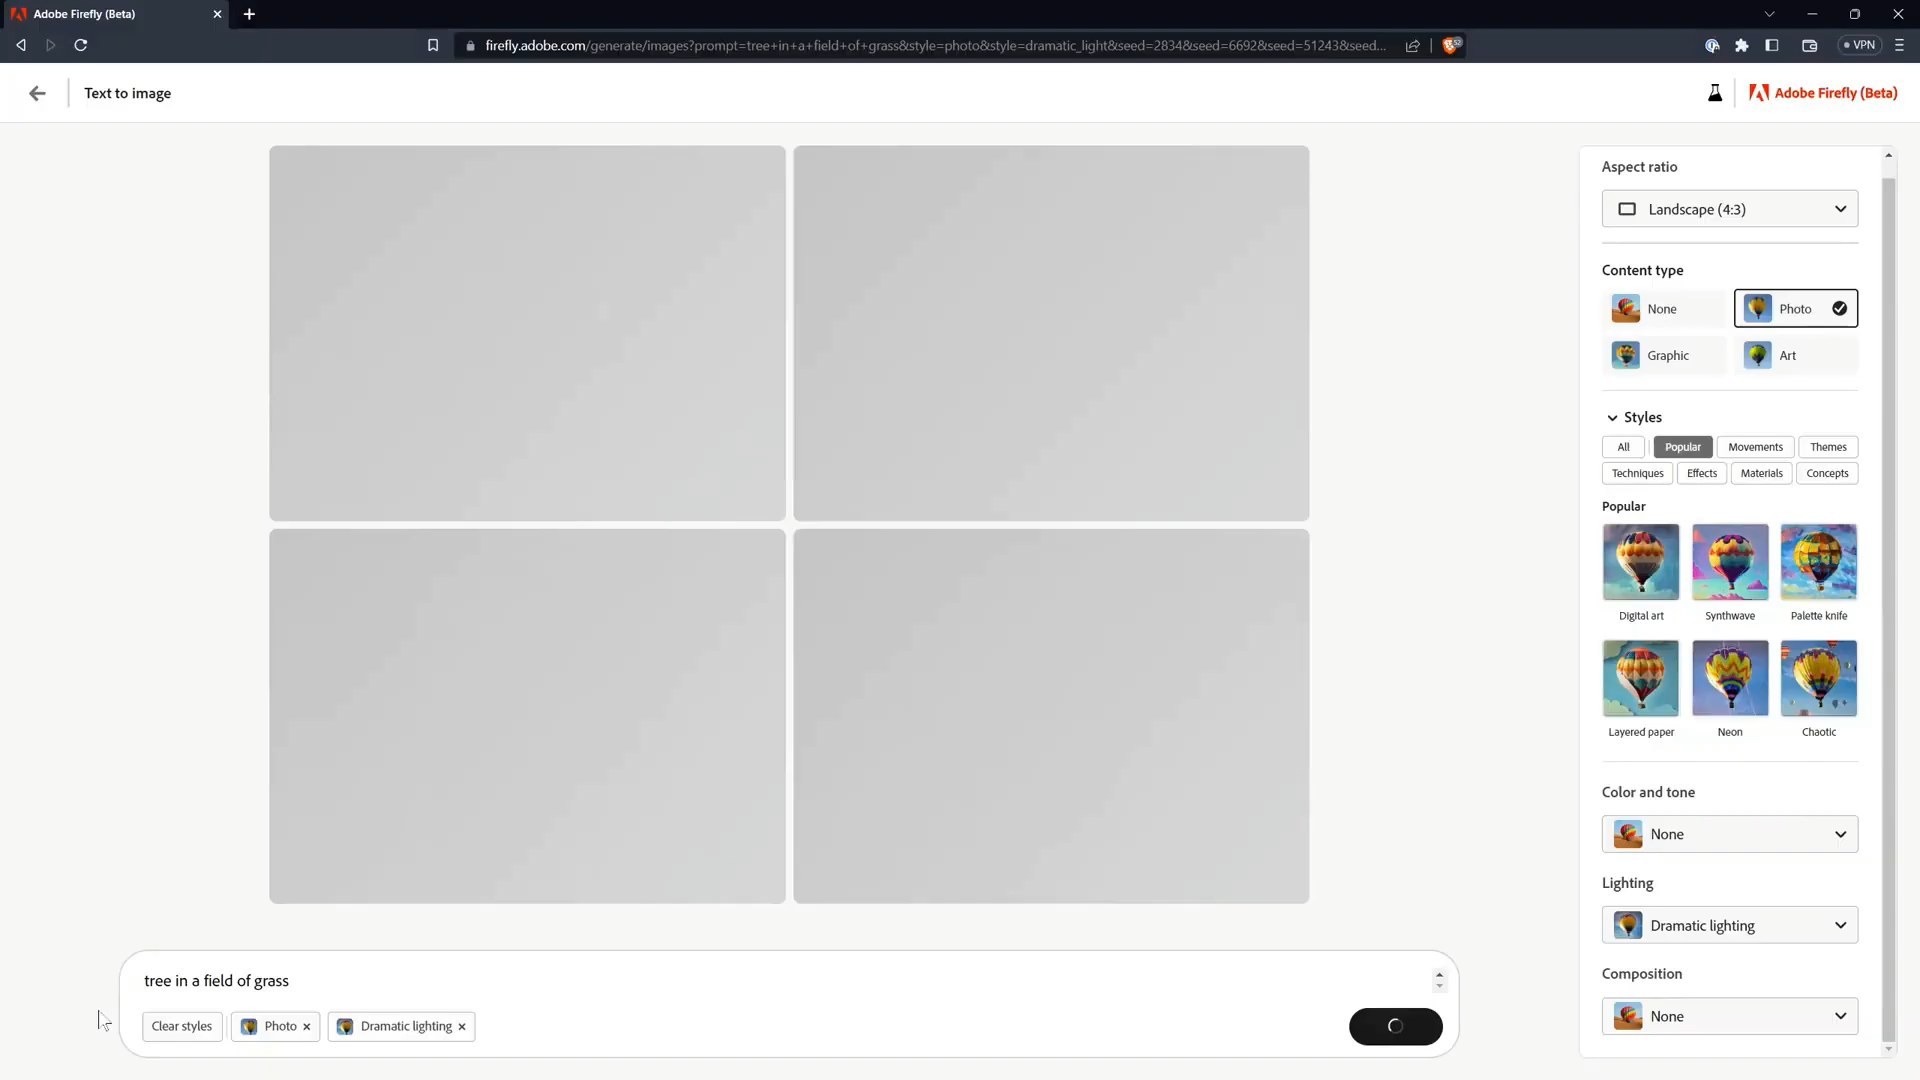 Adobe Firefly (Beta)
firefly.adobe.com/generate/images?prompt=tree+in+a+field+of+grass&style=photo&style=dramatic_light&seed=2834&seed=6692&seed=51243&seed...
VPN
Text to image
Adobe Firefly (Beta)
Aspect ratio
Landscape (4:3)
Content type
None
Photo
Graphic
Art
Styles
All
Popular
Movements
Themes
Techniques
Effects
Materials
Concepts
Popular
Digital art
Synthwave
Palette knife
Layered paper
Neon
Chaotic
Color and tone
None
Lighting
Dramatic lighting
Composition
None
tree in a field of grass
Clear styles
Photo
Dramatic lighting